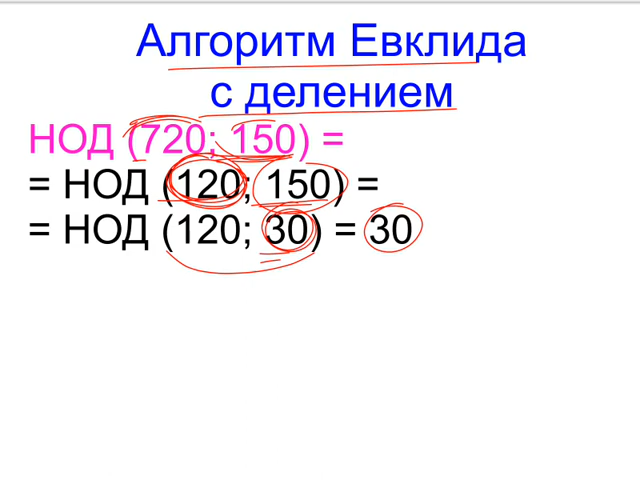 Алгоритм Евклида
с делением
НОД (720; 150) =
= НОД (120; 150) =
= НОД (120; 30) = 30